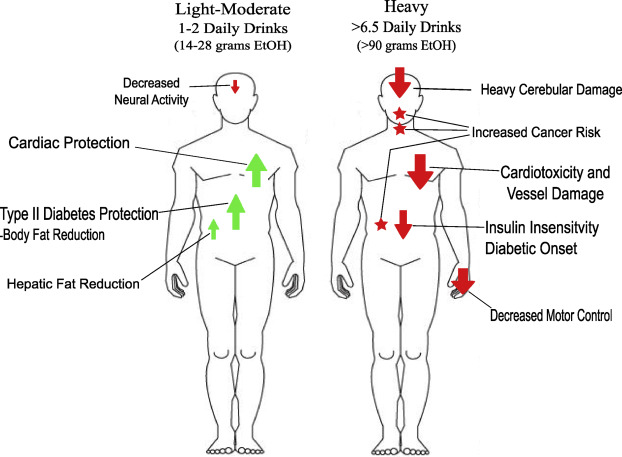 Light-Moderate
1-2 Daily Drinks
(14-28 grams EtOH)
Decreased
Neural Activity
Cardiac Protection
Type II Diabetes Protection
-Body Fat Reduction
Hepatic Fat Reduction
Heavy
>6.5 Daily Drinks
(>90 grams EtOH)
Heavy Cerebular Damage
Increased Cancer Risk
Cardiotoxicity and
Vessel Damage
Insulin Insensitvity
Diabetic Onset
Decreased Motor Control